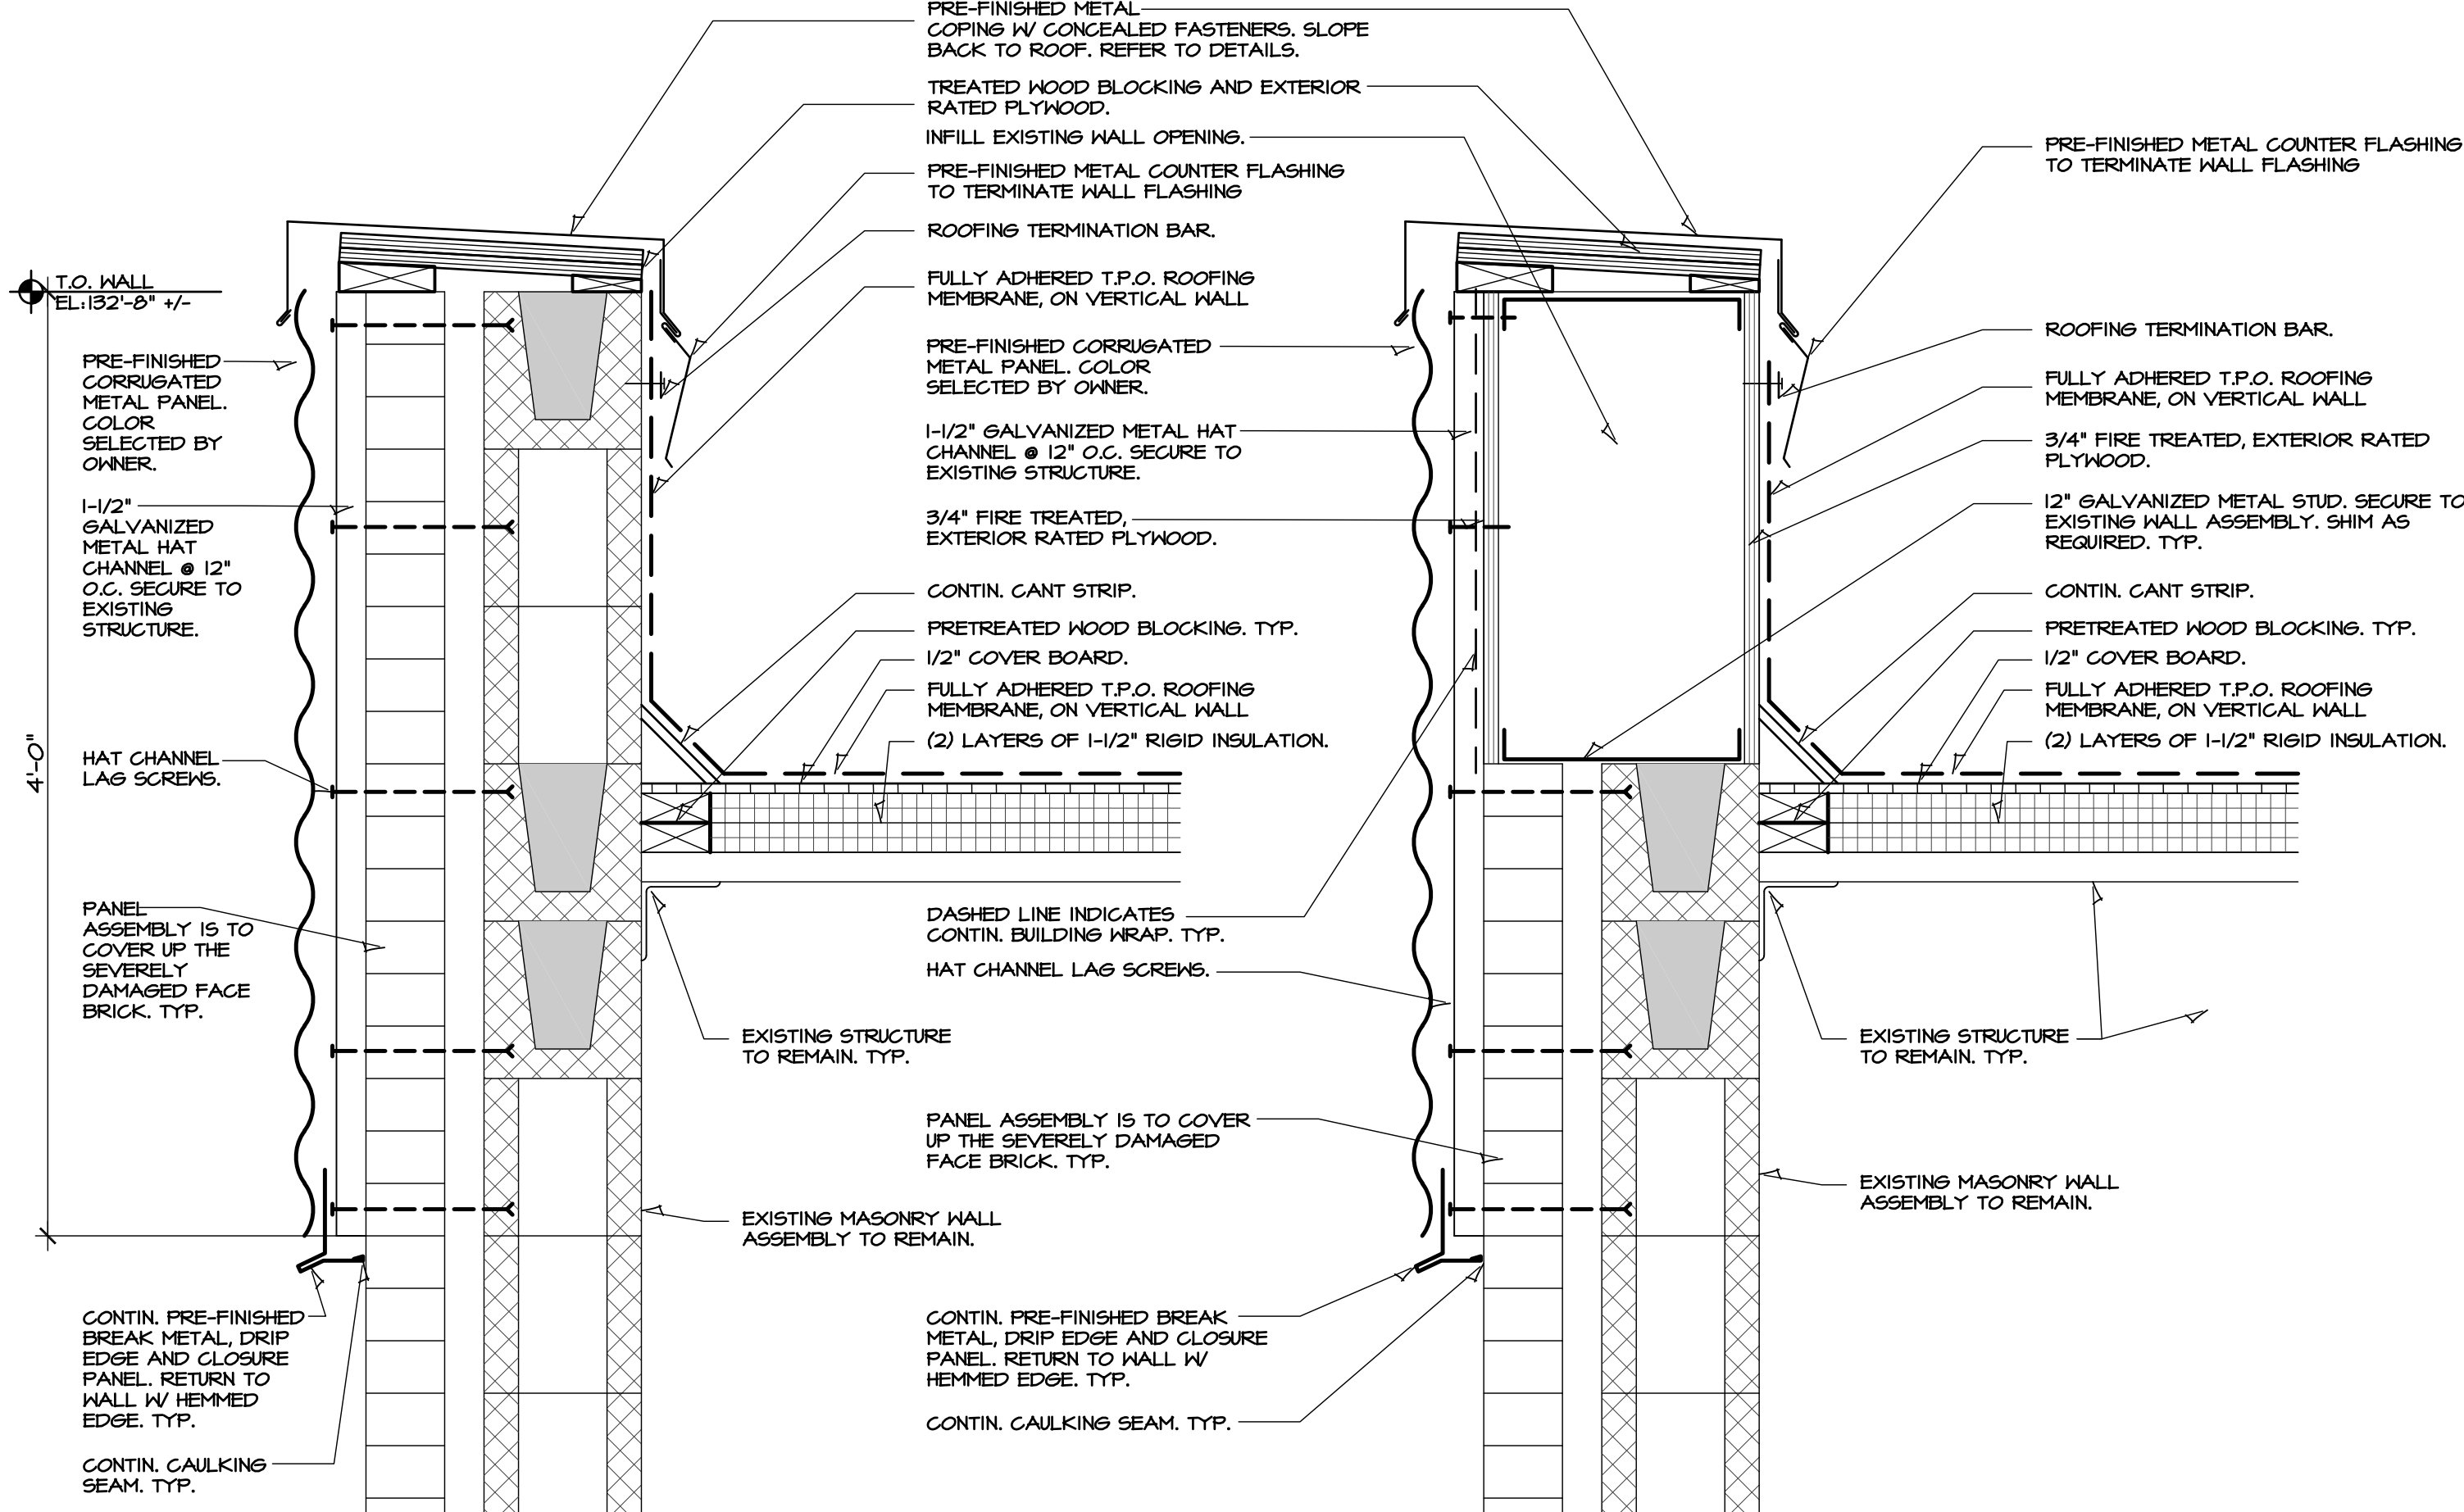 T.O. WALL
EL:132'-8" +/-
PRE-FINISHED
CORRUGATED
METAL PANEL.
COLOR
SELECTED BY
OWNER.
1-1/2"
GALVANIZED
METAL HAT
CHANNEL @ 12"
O.C. SECURE TO
EXISTING
STRUCTURE.
4'-0"
HAT CHANNEL
LAG SCREWS.
PANEL
ASSEMBLY IS TO
COVER UP THE
SEVERELY
DAMAGED FACE
BRICK. TYP.
CONTIN. PRE-FINISHED
BREAK METAL, DRIP
EDGE AND CLOSURE
PANEL. RETURN TO
WALL W/ HEMMED
EDGE. TYP.
CONTIN. CAULKING
SEAM. TYP.
PRE-FINISHED METAL
COPING W/ CONCEALED FASTENERS. SLOPE
BACK TO ROOF. REFER TO DETAILS.
TREATED WOOD BLOCKING AND EXTERIOR
RATED PLYWOOD.
INFILL EXISTING WALL OPENING.
PRE-FINISHED METAL COUNTER FLASHING
TO TERMINATE WALL FLASHING
ROOFING TERMINATION BAR.
FULLY ADHERED T.P.O. ROOFING
MEMBRANE, ON VERTICAL WALL
PRE-FINISHED CORRUGATED
METAL PANEL. COLOR
SELECTED BY OWNER.
1-1/2" GALVANIZED METAL HAT
CHANNEL @ 12" O.C. SECURE TO
EXISTING STRUCTURE.
3/4" FIRE TREATED,
EXTERIOR RATED PLYWOOD.
CONTIN. CANT STRIP.
PRETREATED WOOD BLOCKING. TYP.
1/2" COVER BOARD.
FULLY ADHERED T.P.O. ROOFING
MEMBRANE, ON VERTICAL WALL
(2) LAYERS OF 1-1/2" RIGID INSULATION.
DASHED LINE INDICATES
CONTIN. BUILDING WRAP. TYP.
HAT CHANNEL LAG SCREWS.
EXISTING STRUCTURE
TO REMAIN. TYP.
PANEL ASSEMBLY IS TO COVER
UP THE SEVERELY DAMAGED
FACE BRICK. TYP.
EXISTING MASONRY WALL
ASSEMBLY TO REMAIN.
CONTIN. PRE-FINISHED BREAK
METAL, DRIP EDGE AND CLOSURE
PANEL. RETURN TO WALL W/
HEMMED EDGE. TYP.
CONTIN. CAULKING SEAM. TYP.
PRE-FINISHED METAL COUNTER FLASHING
TO TERMINATE WALL FLASHING
ROOFING TERMINATION BAR.
FULLY ADHERED T.P.O. ROOFING
MEMBRANE, ON VERTICAL WALL
3/4" FIRE TREATED, EXTERIOR RATED
PLYWOOD.
12" GALVANIZED METAL STUD. SECURE TO
EXISTING WALL ASSEMBLY. SHIM AS
REQUIRED. TYP.
CONTIN. CANT STRIP.
PRETREATED WOOD BLOCKING. TYP.
1/2" COVER BOARD.
FULLY ADHERED T.P.O. ROOFING
MEMBRANE, ON VERTICAL WALL
(2) LAYERS OF 1-1/2" RIGID INSULATION.
EXISTING STRUCTURE
TO REMAIN. TYP.
EXISTING MASONRY WALL
ASSEMBLY TO REMAIN.